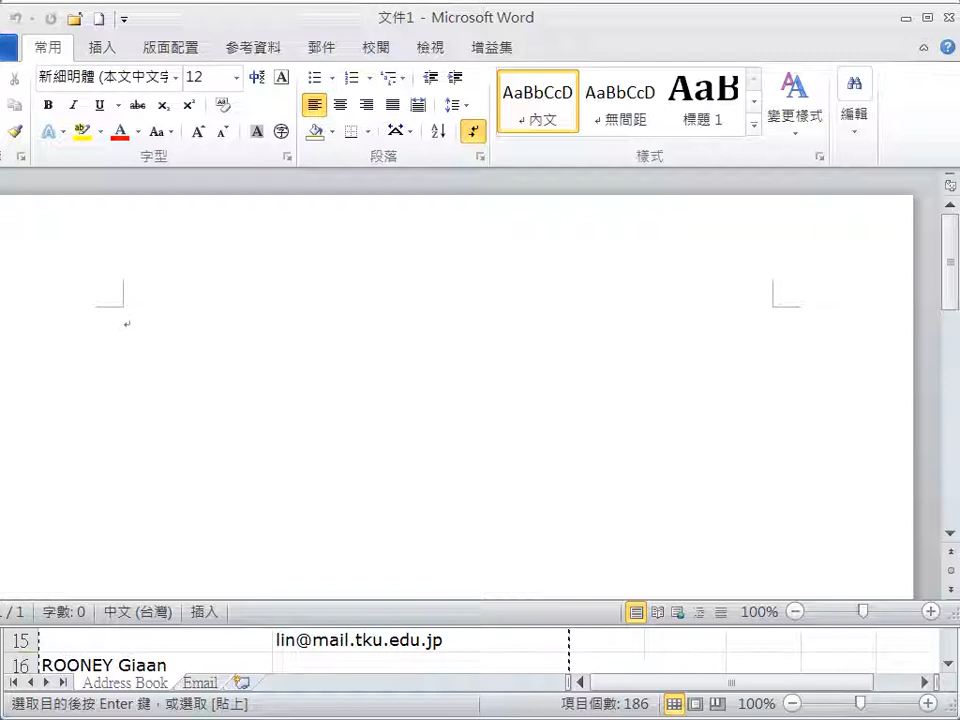 文件1 - Microsoft Word
常用 插入 版面配置 參考資料 郵件 校閱 檢視 增益集
新細明體 (本文中文字 12
AaBbCcD AaBbCcD AaB
內文 無間距 標題 1 變更樣式 編輯
字型 段落 樣式
/ 1 字數: 0 中文 (台灣) 插入 100%
15 lin@mail.tku.edu.jp
16 ROONEY Giaan
Address Book Email
選取目的後按 Enter 鍵，或選取 [貼上] 項目個數: 186 100%